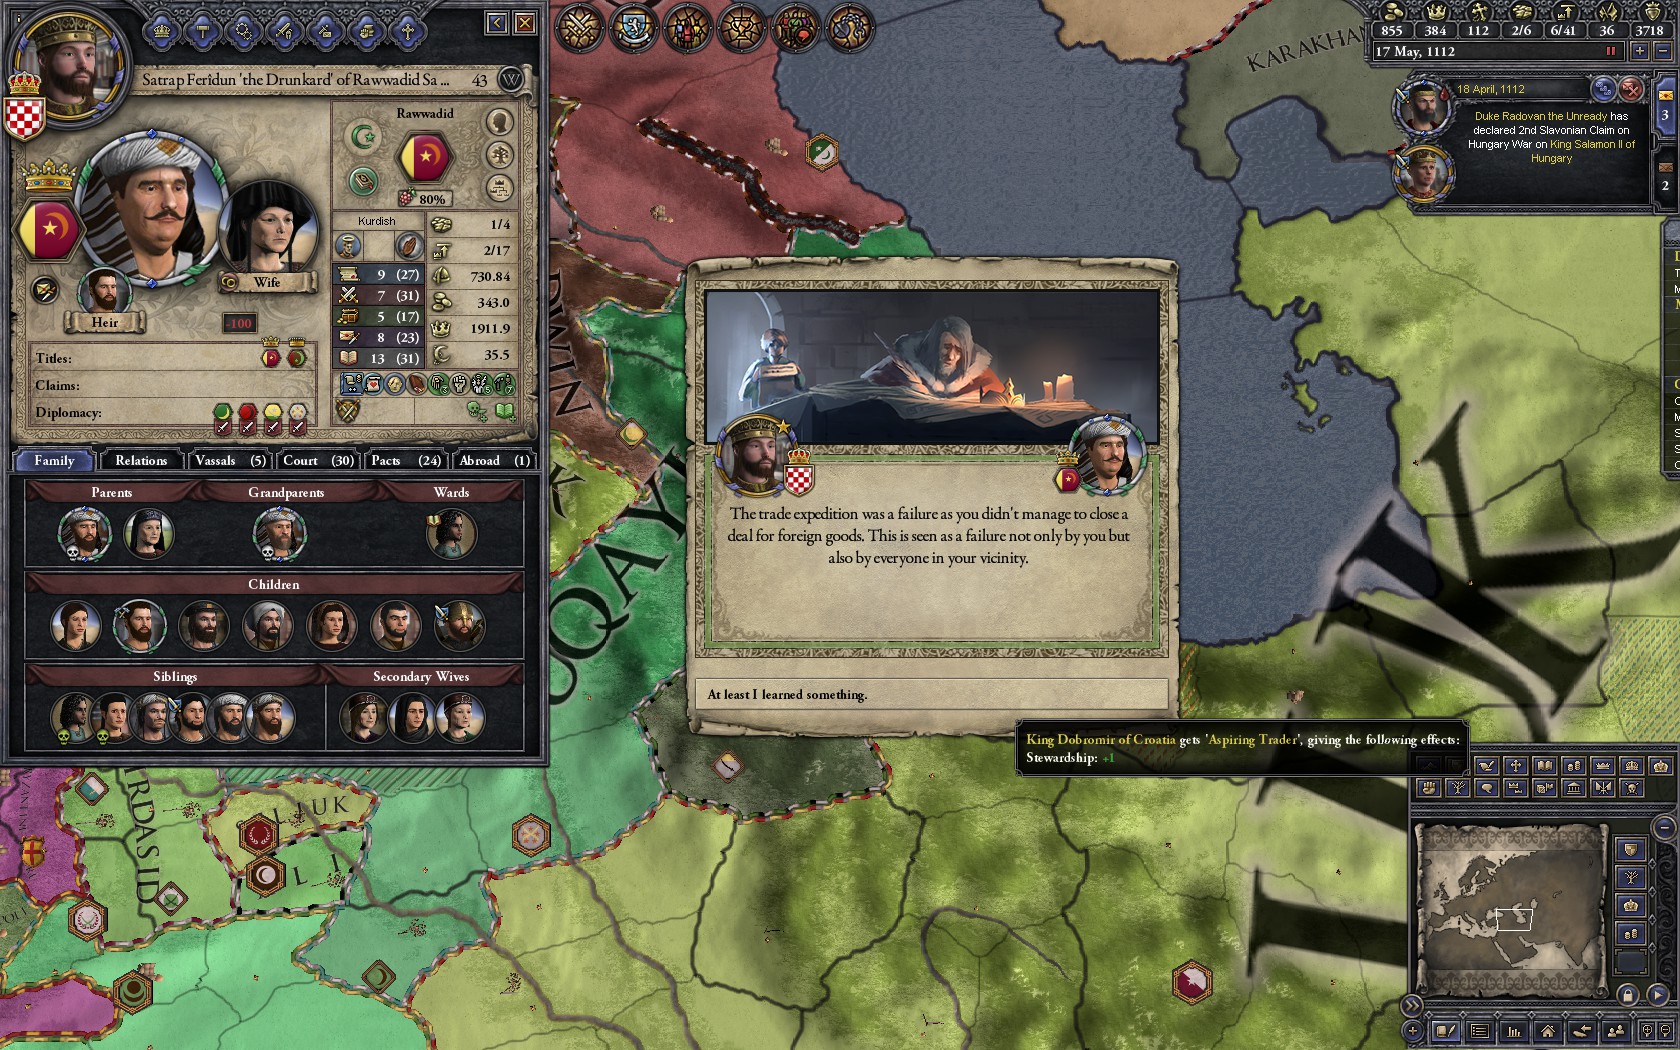 Satrap Ferîdun 'the Drunkard' of Rawwadid Sa ... 43
Rawwadid
80%
Kurdish
9 (27)
7 (31)
5 (17)
8 (23)
13 (31)
1/4
2/17
730.84
343.0
1911.9
35.5
Wife
Heir
-100
Titles:
Claims:
Diplomacy:
Family
Relations
Vassals (5)
Court (30)
Pacts (24)
Abroad (1)
Parents
Grandparents
Wards
Children
Siblings
Secondary Wives
855
384
112
2/6
6/41
36
3718
17 May, 1112
18 April, 1112
Duke Radovan the Unready has
declared 2nd Slavonian Claim on
Hungary War on King Salamon II of
Hungary
3
2
KARAKHA
The trade expedition was a failure as you didn't manage to close a
deal for foreign goods. This is seen as a failure not only by you but
also by everyone in your vicinity.
At least I learned something.
King Dobromir of Croatia gets 'Aspiring Trader', giving the following effects:
Stewardship: +1